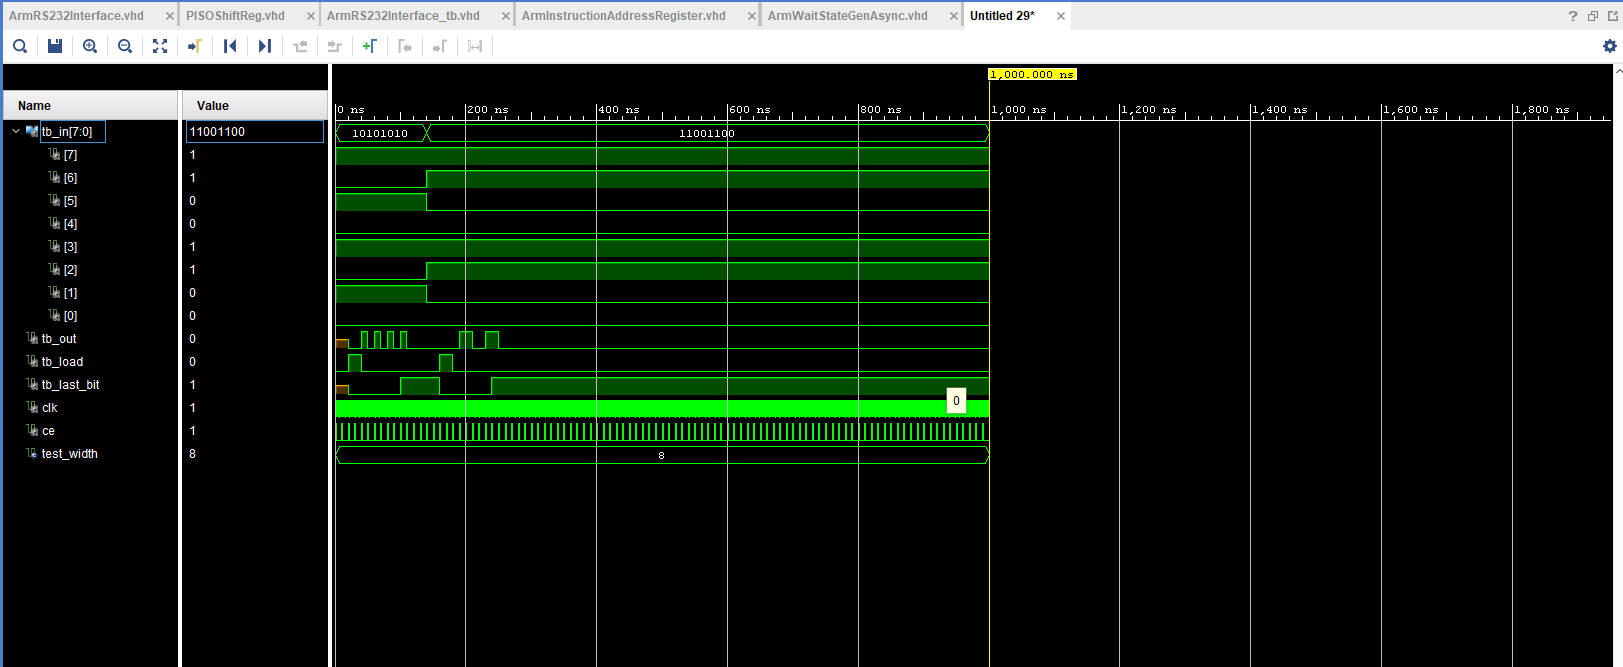 ArmRS232Interface.vhd PISOShiftReg.vhd ArmRS232Interface_tb.vhd ArmInstructionAddressRegister.vhd ArmWaitStateGenAsync.vhd Untitled 29*
1,000.000 ns
Name Value
0 ns 200 ns 400 ns 600 ns 800 ns 1,000 ns 1,200 ns 1,400 ns 1,600 ns 1,800 ns
tb_in[7:0] 11001100 10101010 11001100
[7] 1
[6] 1
[5] 0
[4] 0
[3] 1
[2] 1
[1] 0
[0] 0
tb_out 0
tb_load 0
tb_last_bit 1
0
clk 1
ce 1
test_width 8 8